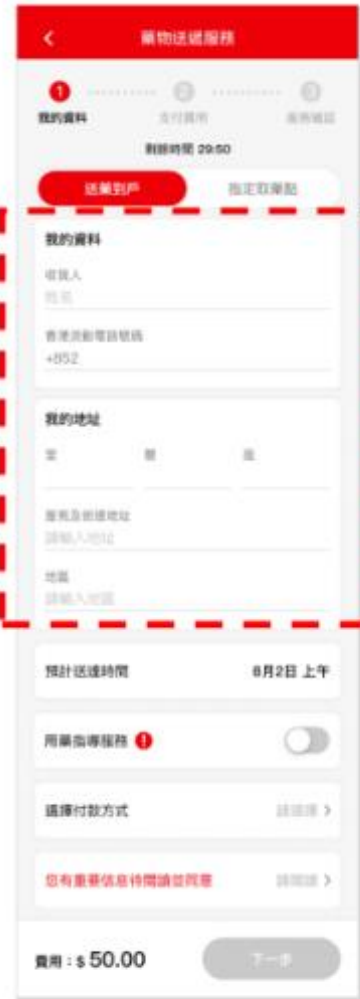 藥物送遞服務
1 2 3
我的資料 支付費用 服務確認
剩餘時間 29:50
送藥到戶 指定取藥點
我的資料
收貨人
姓名
香港流動電話號碼
+852
我的地址
室 樓 座
屋苑及街道地址
請輸入地址
地區
請輸入地區
預計送達時間 6月2日 上午
用藥指導服務
選擇付款方式 請選擇
您有重要信息待閱讀並同意 請閱讀
費用：$ 50.00 下一步